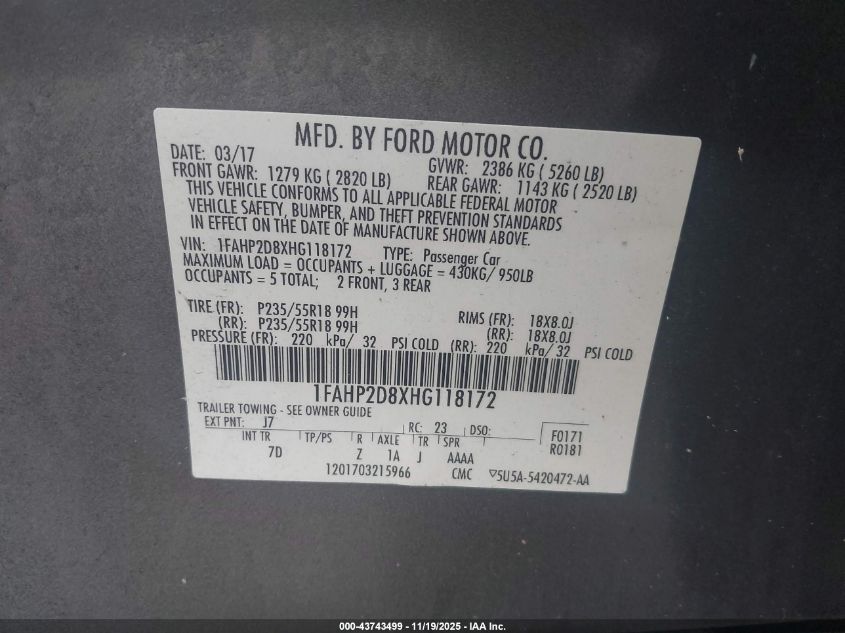 MFD. BY FORD MOTOR CO.
DATE: 03/17 GVWR: 2386 KG ( 5260 LB)
FRONT GAWR: 1279 KG ( 2820 LB) REAR GAWR: 1143 KG ( 2520 LB)
THIS VEHICLE CONFORMS TO ALL APPLICABLE FEDERAL MOTOR
VEHICLE SAFETY, BUMPER, AND THEFT PREVENTION STANDARDS
IN EFFECT ON THE DATE OF MANUFACTURE SHOWN ABOVE.
VIN: 1FAHP2D8XHG118172 TYPE: Passenger Car
MAXIMUM LOAD = OCCUPANTS + LUGGAGE = 430KG/ 950LB
OCCUPANTS = 5 TOTAL; 2 FRONT, 3 REAR
TIRE (FR): P235/55R18 99H RIMS (FR): 18X8.0J
(RR): P235/55R18 99H (RR): 18X8.0J
PRESSURE (FR): 220 kPa/ 32 PSI COLD (RR): 220 kPa/ 32 PSI COLD
1FAHP2D8XHG118172
TRAILER TOWING - SEE OWNER GUIDE
EXT PNT: J7 RC: 23 DSO: F0171
INT TR TP/PS R AXLE TR SPR R0181
7D Z 1A J AAAA
1201703215966 CMC ▽5U5A-5420472-AA
000-43743499 - 11/19/2025 - IAA Inc.